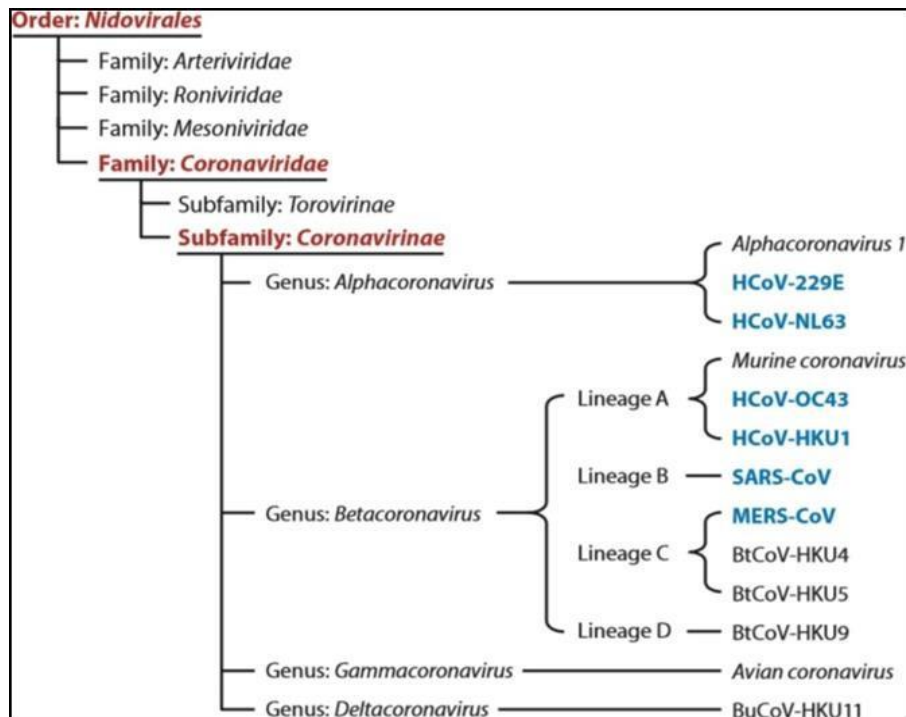 Order: Nidovirales
Family: Arteriviridae
Family: Roniviridae
Family: Mesoniviridae
Family: Coronaviridae
Subfamily: Torovirinae
Subfamily: Coronavirinae
Genus: Alphacoronavirus
Alphacoronavirus 1
HCoV-229E
HCoV-NL63
Genus: Betacoronavirus
Lineage A
Murine coronavirus
HCoV-OC43
HCoV-HKU1
Lineage B
SARS-CoV
Lineage C
MERS-CoV
BtCoV-HKU4
BtCoV-HKU5
Lineage D
BtCoV-HKU9
Genus: Gammacoronavirus
Avian coronavirus
Genus: Deltacoronavirus
BuCoV-HKU11